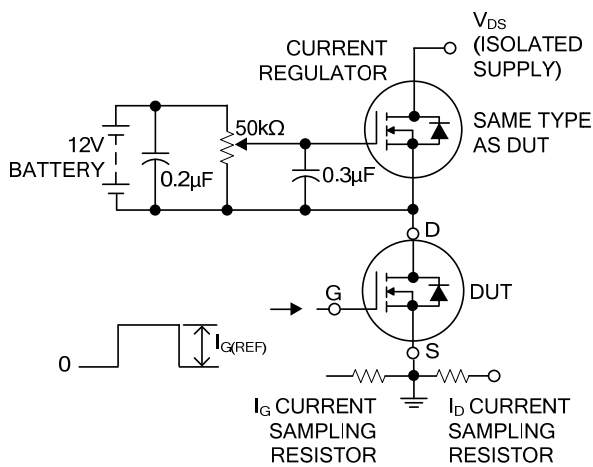 V_DS
(ISOLATED
SUPPLY)
CURRENT
REGULATOR
SAME TYPE
AS DUT
12V
BATTERY
0.2µF
50kΩ
0.3µF
D
DUT
G
0
I_G(REF)
S
I_G CURRENT
SAMPLING
RESISTOR
I_D CURRENT
SAMPLING
RESISTOR